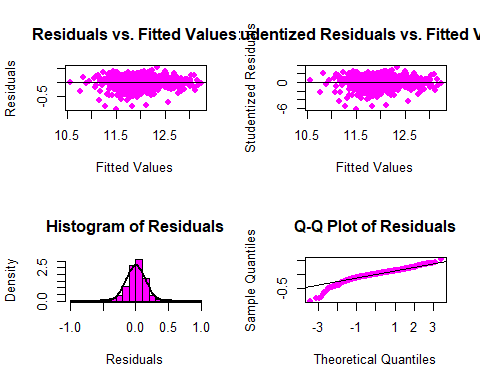 Residuals vs. Fitted Values
Residuals
-0.5
10.5 11.5 12.5
Fitted Values
udentized Residuals vs. Fitted V
Studentized Residuals
-6 0
10.5 11.5 12.5
Fitted Values
Histogram of Residuals
Density
0.0 2.5
-1.0 0.0 0.5 1.0
Residuals
Q-Q Plot of Residuals
Sample Quantiles
-0.5
-3 -1 1 2 3
Theoretical Quantiles